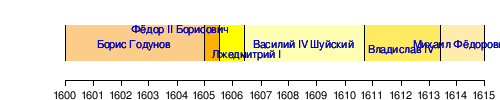 Фёдор II Борисович
Борис Годунов
Лжедмитрий I
Василий IV Шуйский
Владислав IV
Михаил Фёдоров
1600 1601 1602 1603 1604 1605 1606 1607 1608 1609 1610 1611 1612 1613 1614 1615